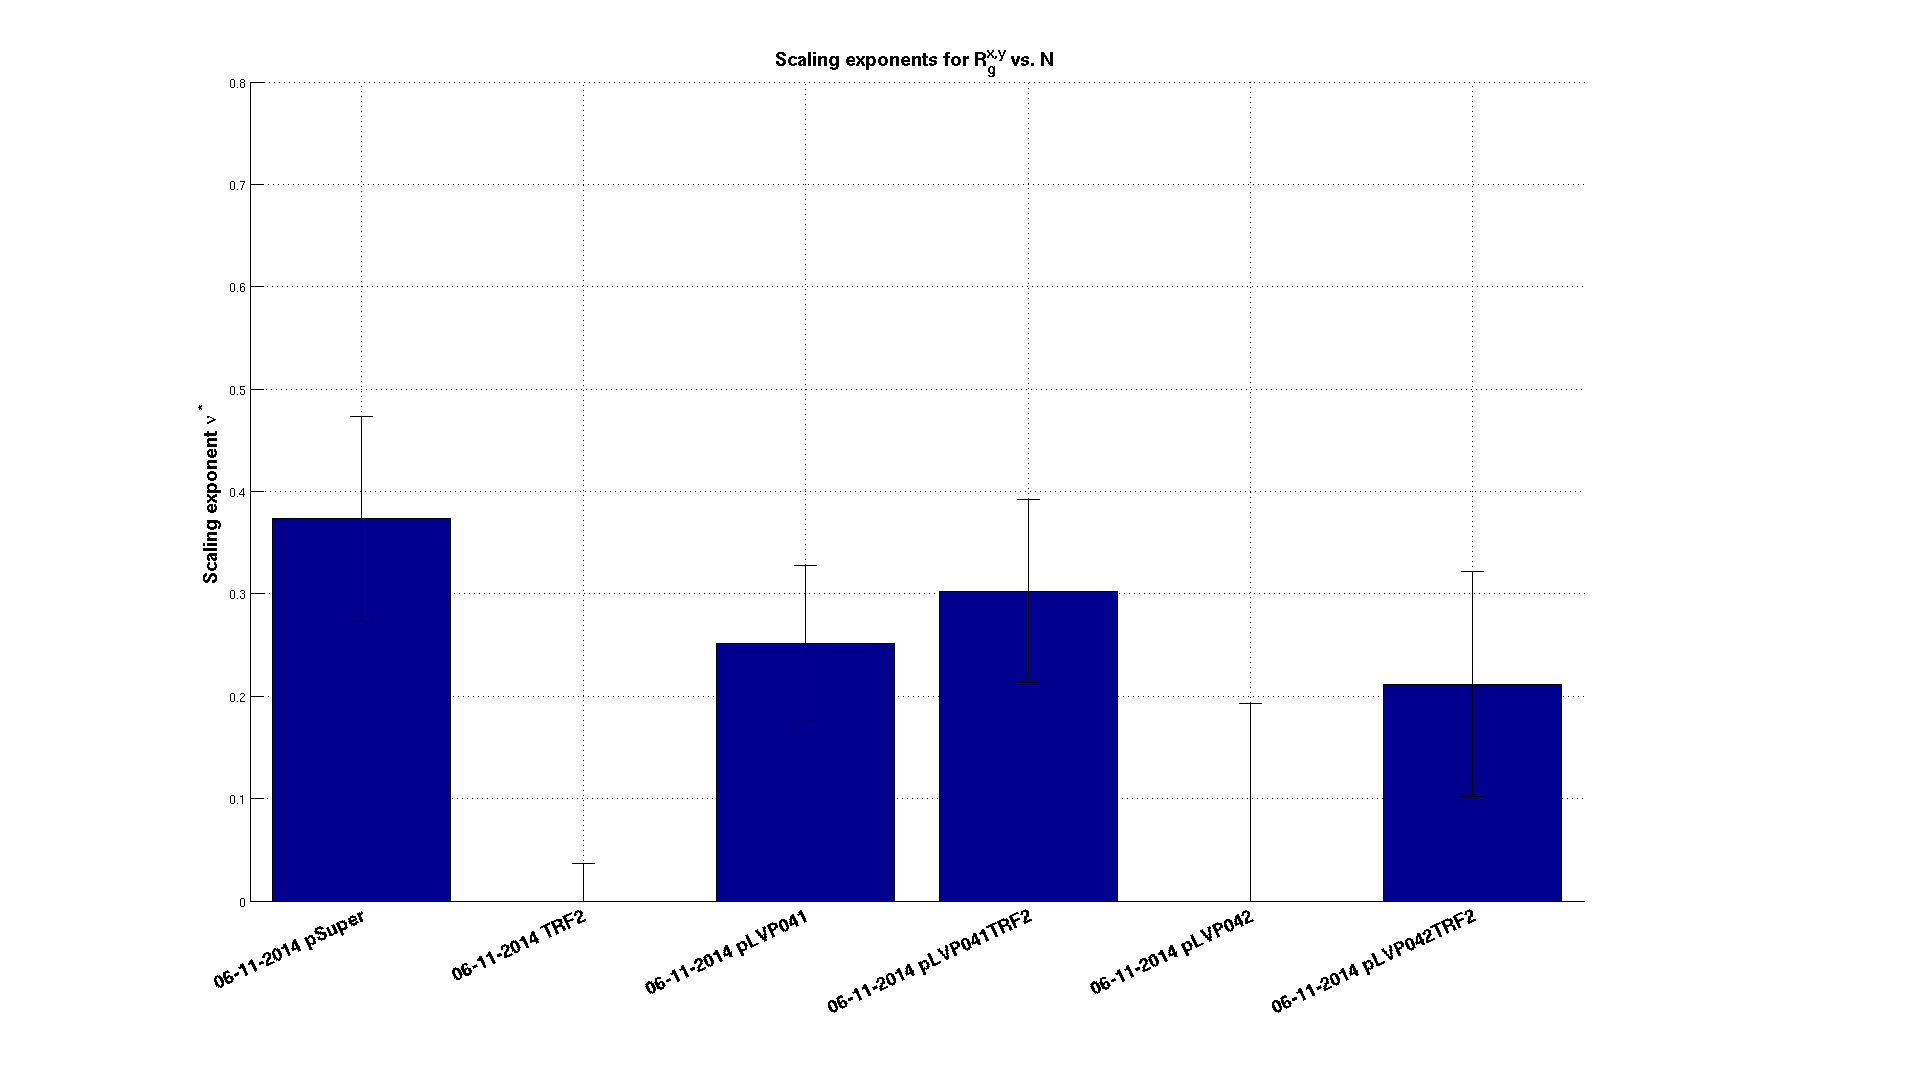 Scaling exponents for R_g^x,y vs. N
Scaling exponent ν *
0.8
0.7
0.6
0.5
0.4
0.3
0.2
0.1
0
06-11-2014 pSuper
06-11-2014 TRF2
06-11-2014 pLVP041
06-11-2014 pLVP041TRF2
06-11-2014 pLVP042
06-11-2014 pLVP042TRF2